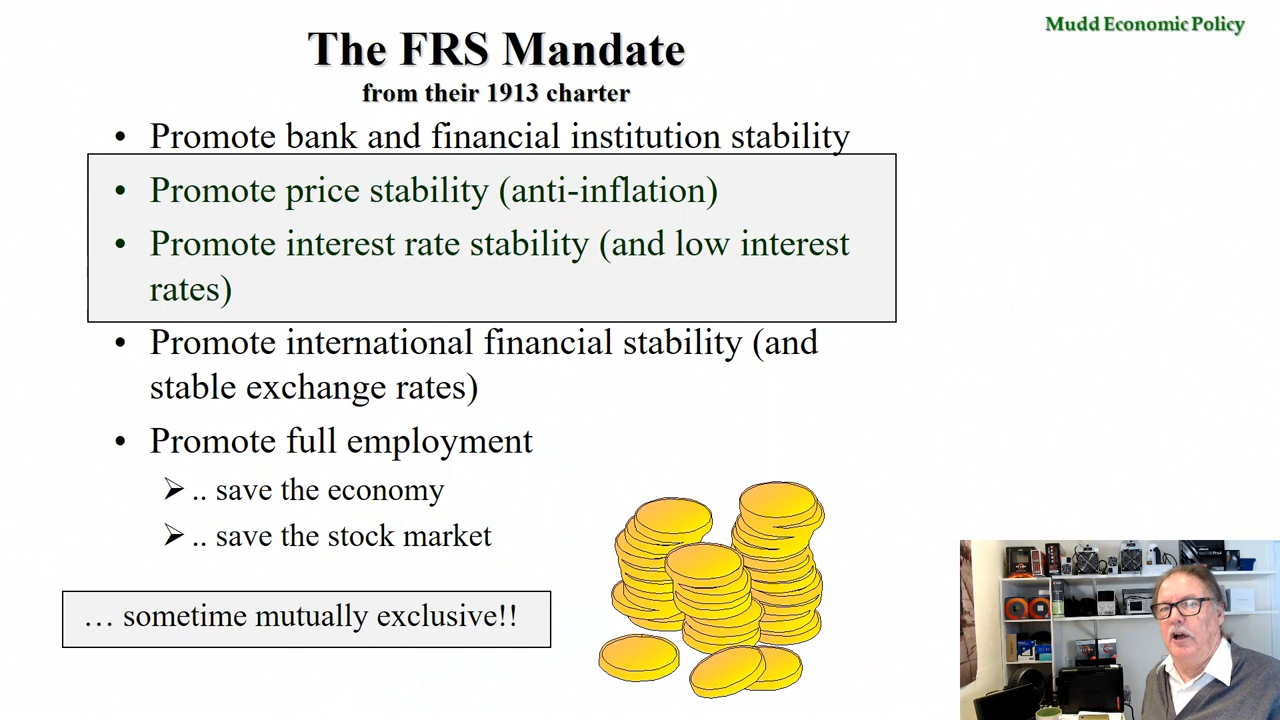 Mudd Economic Policy
The FRS Mandate
from their 1913 charter
• Promote bank and financial institution stability
• Promote price stability (anti-inflation)
• Promote interest rate stability (and low interest
rates)
• Promote international financial stability (and
stable exchange rates)
• Promote full employment
➢ .. save the economy
➢ .. save the stock market
… sometime mutually exclusive!!